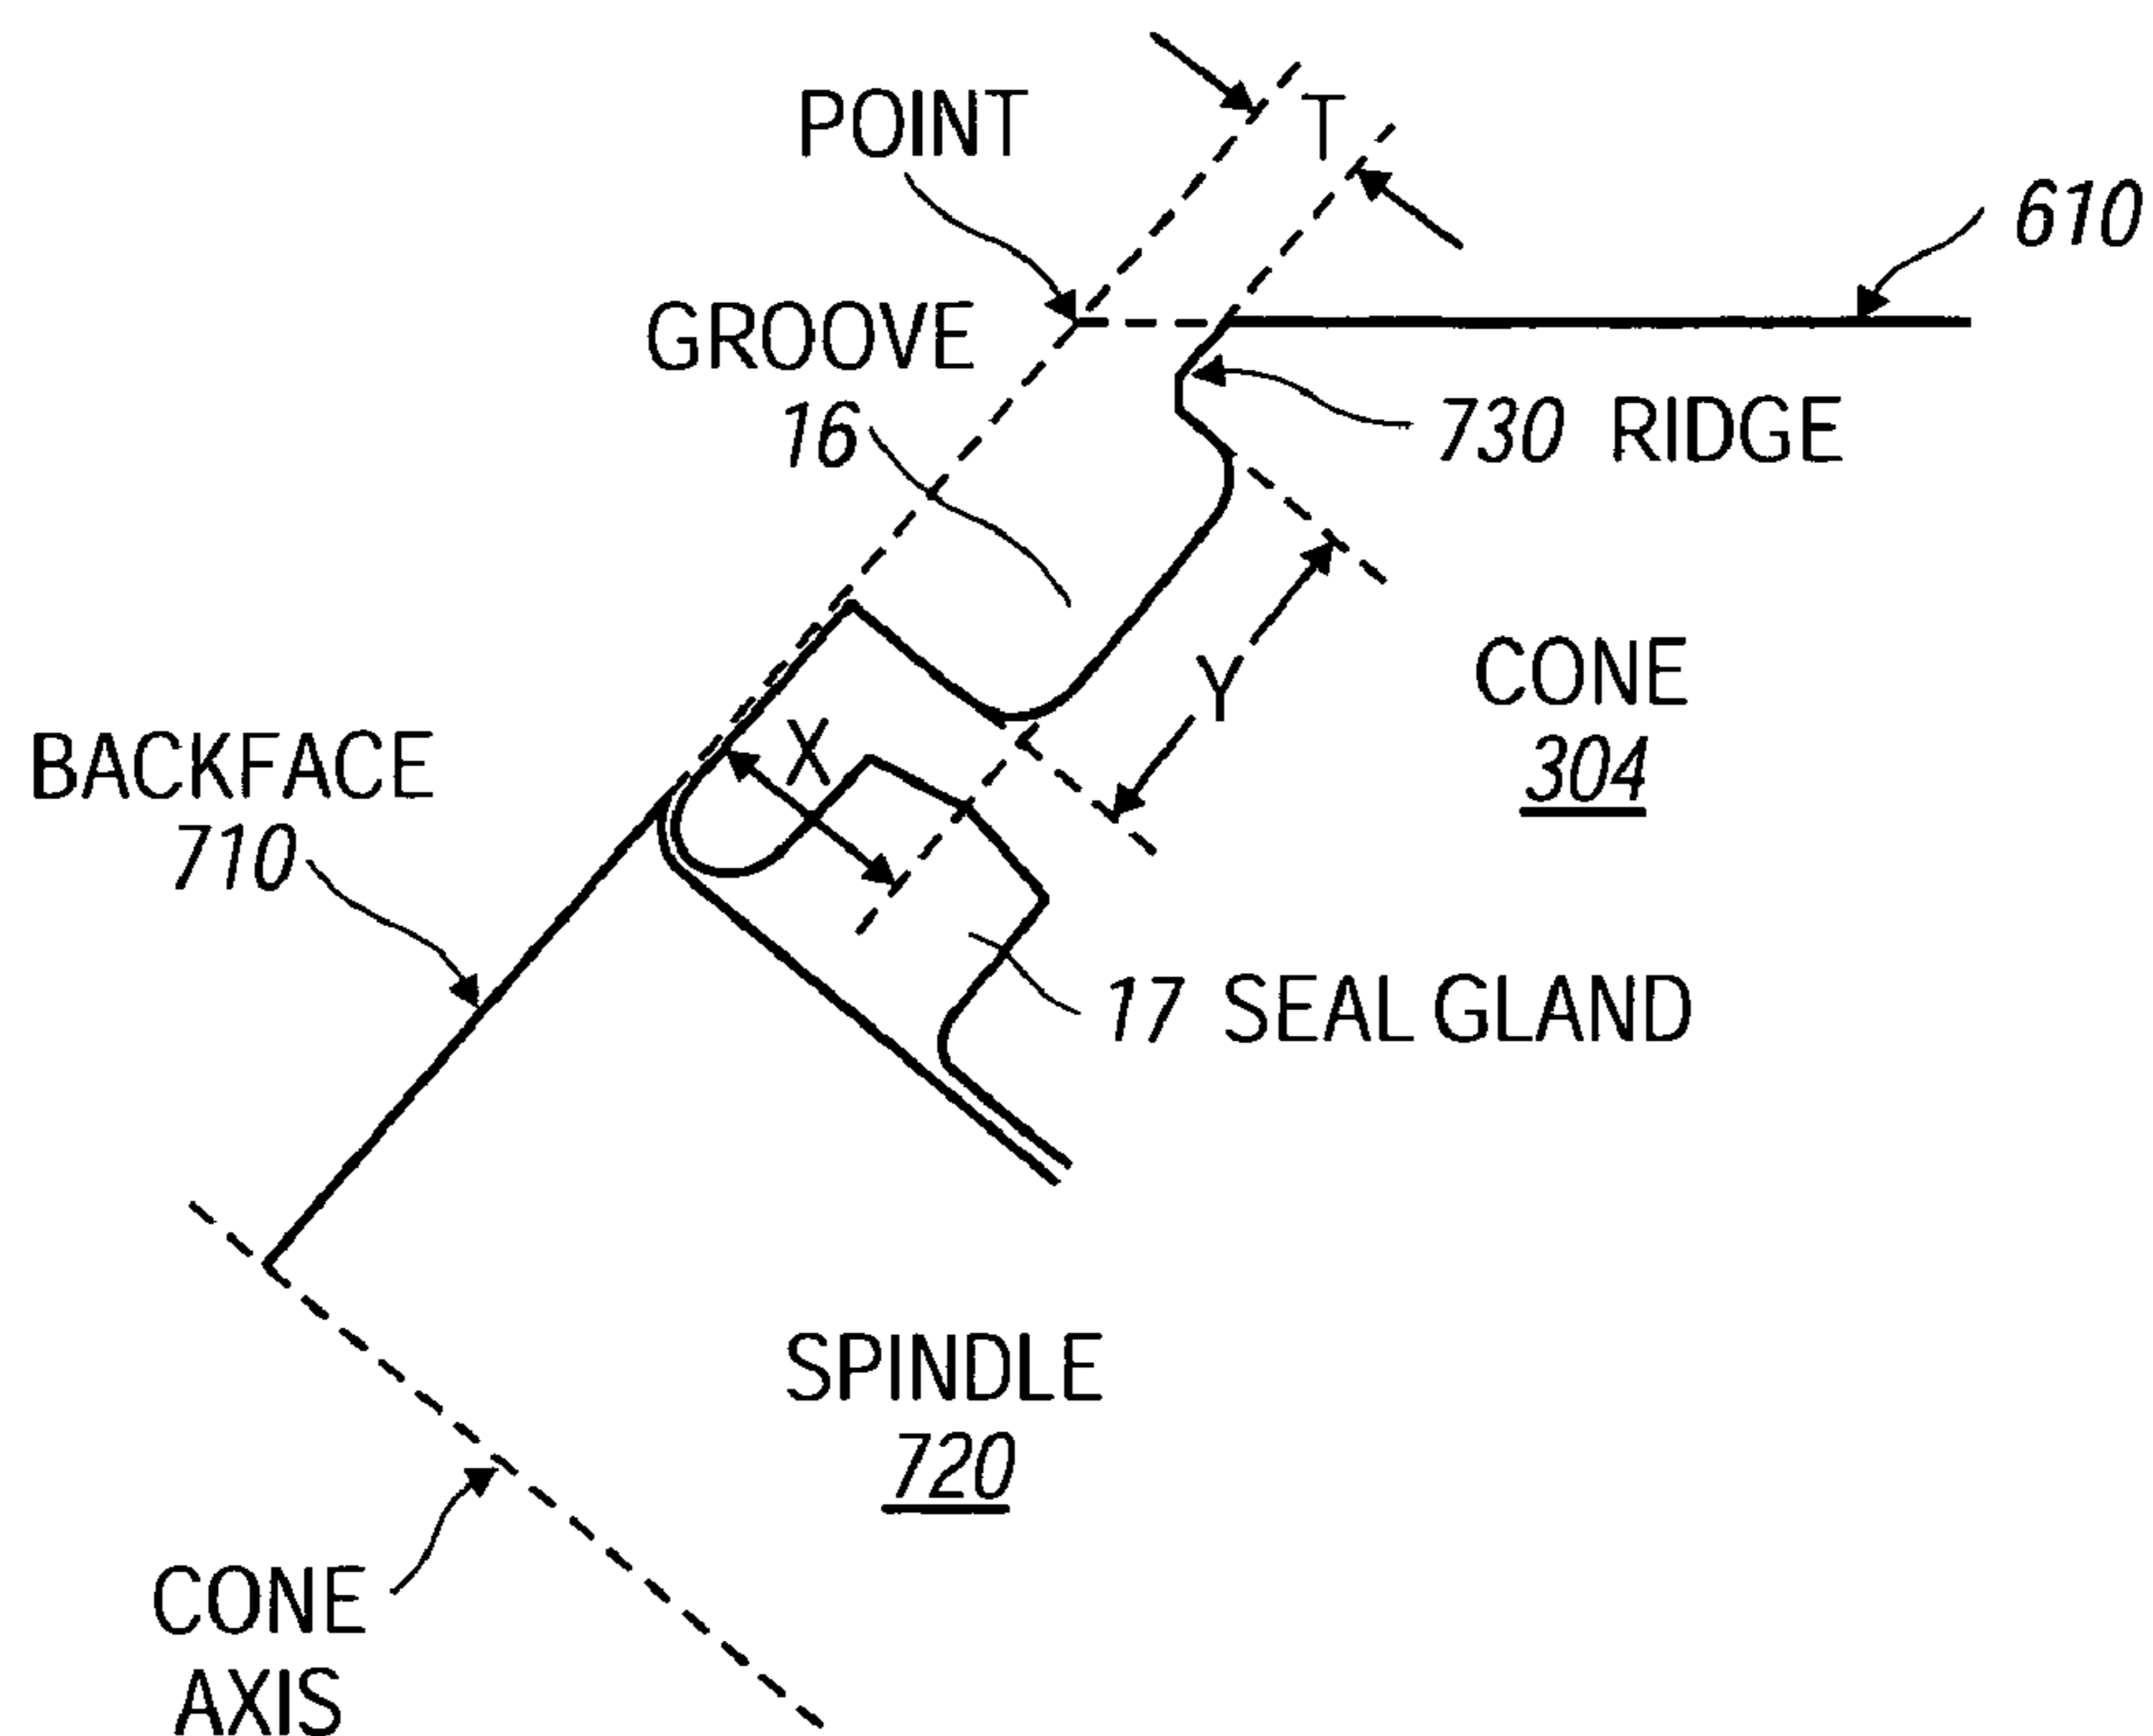 POINT
T
610
GROOVE
16
730 RIDGE
Y
CONE
304
X
BACKFACE
710
17 SEAL GLAND
SPINDLE
720
CONE
AXIS